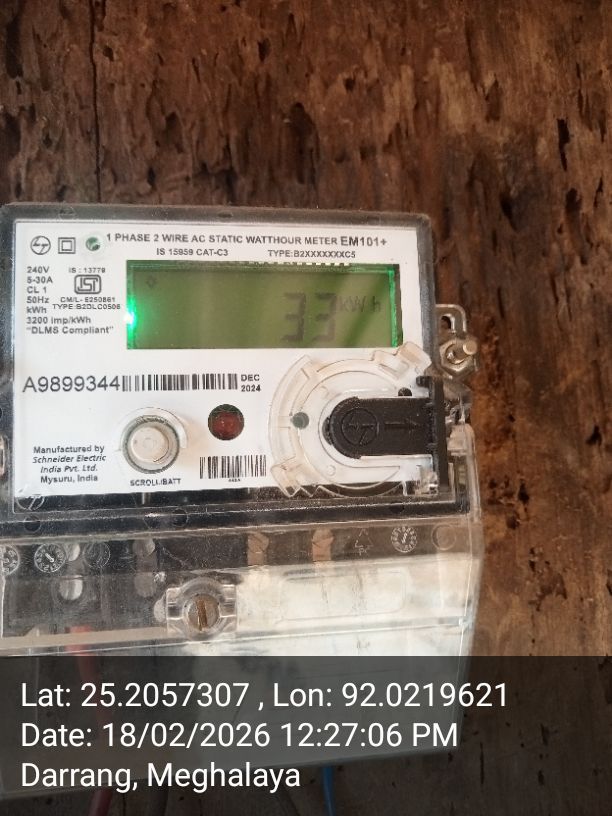 1 PHASE 2 WIRE AC STATIC WATTHOUR METER EM101+
IS 15959 CAT-C3 TYPE:B2XXXXXXXC5
240V
5-30A
CL 1
50Hz
kWh
3200 imp/kWh
"DLMS Compliant"
IS : 13779
ISI
CM/L- 5250861
TYPE:B2DLC0506
33 kWh
A9899344
DEC
2024
Manufactured by
Schneider Electric
India Pvt. Ltd.
Mysuru, India
SCROLL/BATT
Lat: 25.2057307 , Lon: 92.0219621
Date: 18/02/2026 12:27:06 PM
Darrang, Meghalaya